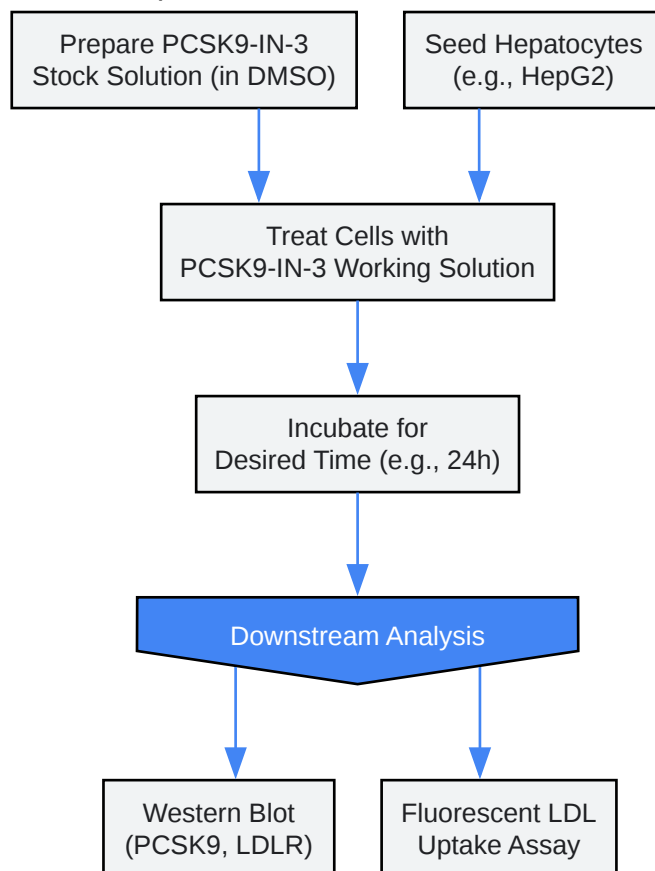 Prepare PCSK9-IN-3
Stock Solution (in DMSO)
Seed Hepatocytes
(e.g., HepG2)
Treat Cells with
PCSK9-IN-3 Working Solution
Incubate for
Desired Time (e.g., 24h)
Downstream Analysis
Western Blot
(PCSK9, LDLR)
Fluorescent LDL
Uptake Assay